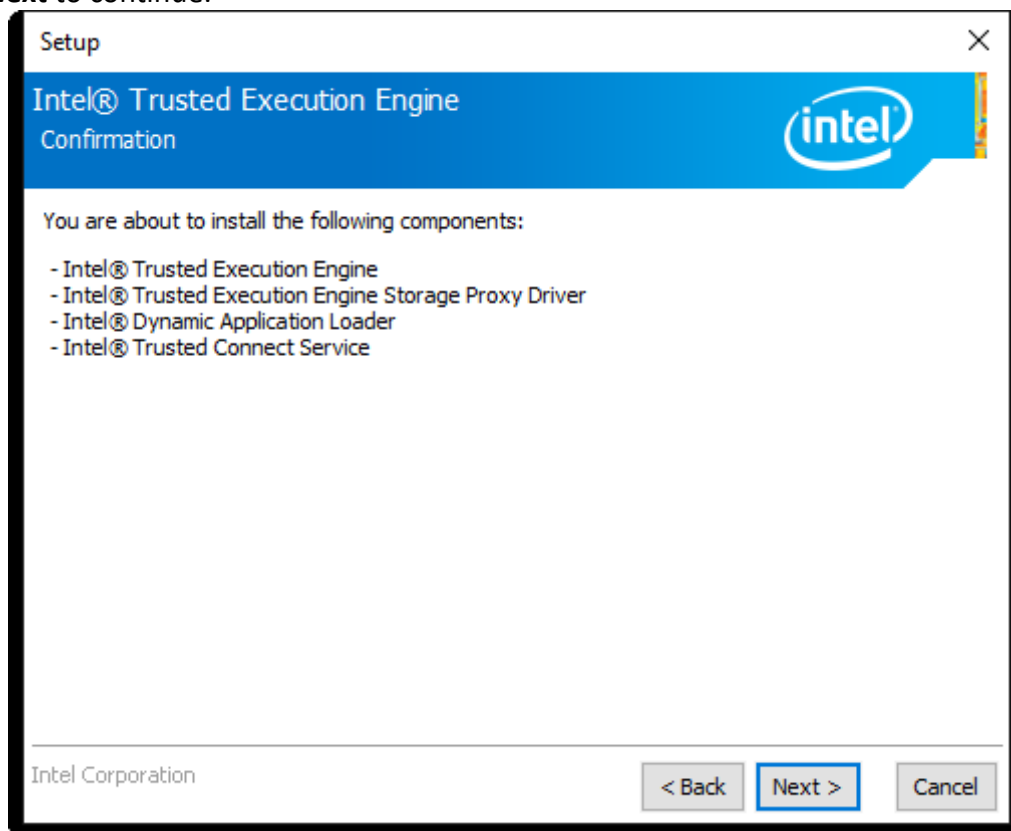 to continue.
Setup
Intel® Trusted Execution Engine
Confirmation
intel
You are about to install the following components:
- Intel® Trusted Execution Engine
- Intel® Trusted Execution Engine Storage Proxy Driver
- Intel® Dynamic Application Loader
- Intel® Trusted Connect Service
Intel Corporation
< Back
Next >
Cancel